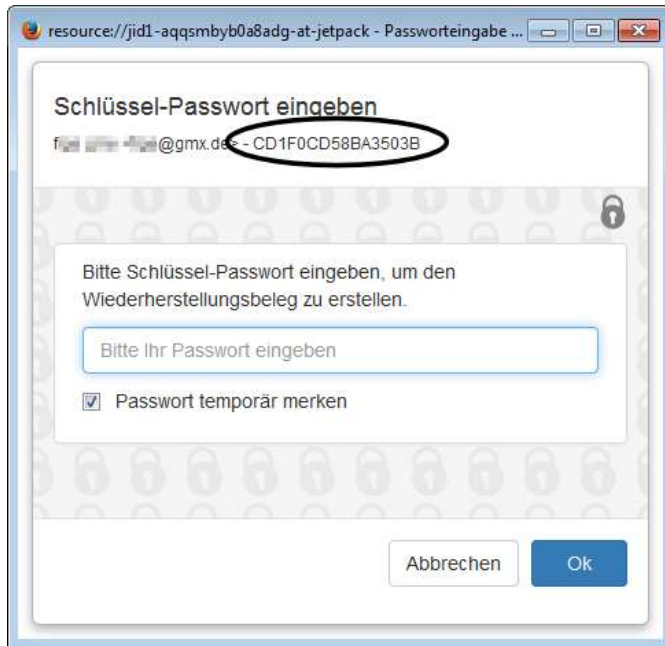 resource://jid1-aqqsmbyb0a8adg-at-jetpack - Passworteingabe ...
Schlüssel-Passwort eingeben
@gmx.de> - CD1F0CD58BA3503B
Bitte Schlüssel-Passwort eingeben, um den
Wiederherstellungsbeleg zu erstellen.
Bitte Ihr Passwort eingeben
Passwort temporär merken
Abbrechen
Ok